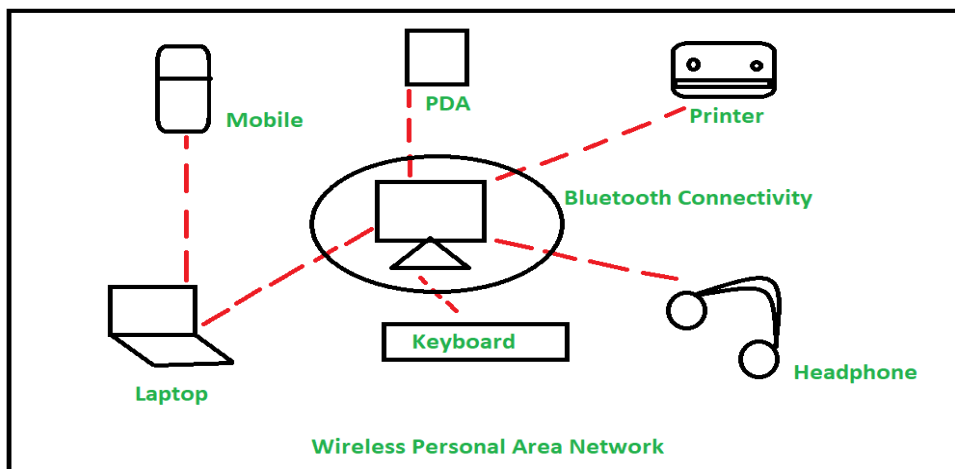 PDA
Mobile
Printer
Bluetooth Connectivity
Keyboard
Headphone
Laptop
Wireless Personal Area Network